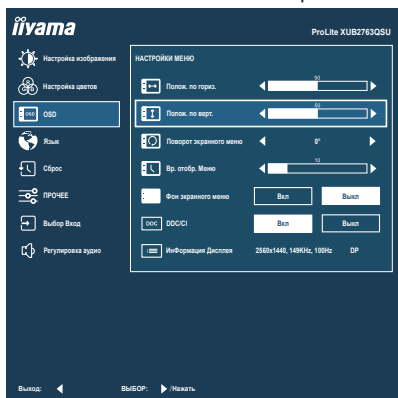 iiyama
ProLite XUB2763QSU
Настройка изображения
Настройка цветов
OSD OSD
Язык
Сброс
ПРОЧЕЕ
Выбор Вход
Регулировка аудио
НАСТРОЙКИ МЕНЮ
Полож. по гориз. 50
Полож. по верт. 50
Поворот экранного меню 0°
Вр. отобр. Меню 10
Фон экранного меню Вкл Выкл
DDC DDC/CI Вкл Выкл
ИнФормация Дисплея 2560x1440, 149KHz, 100Hz DP
Выход: ВЫБОР: /Нажать